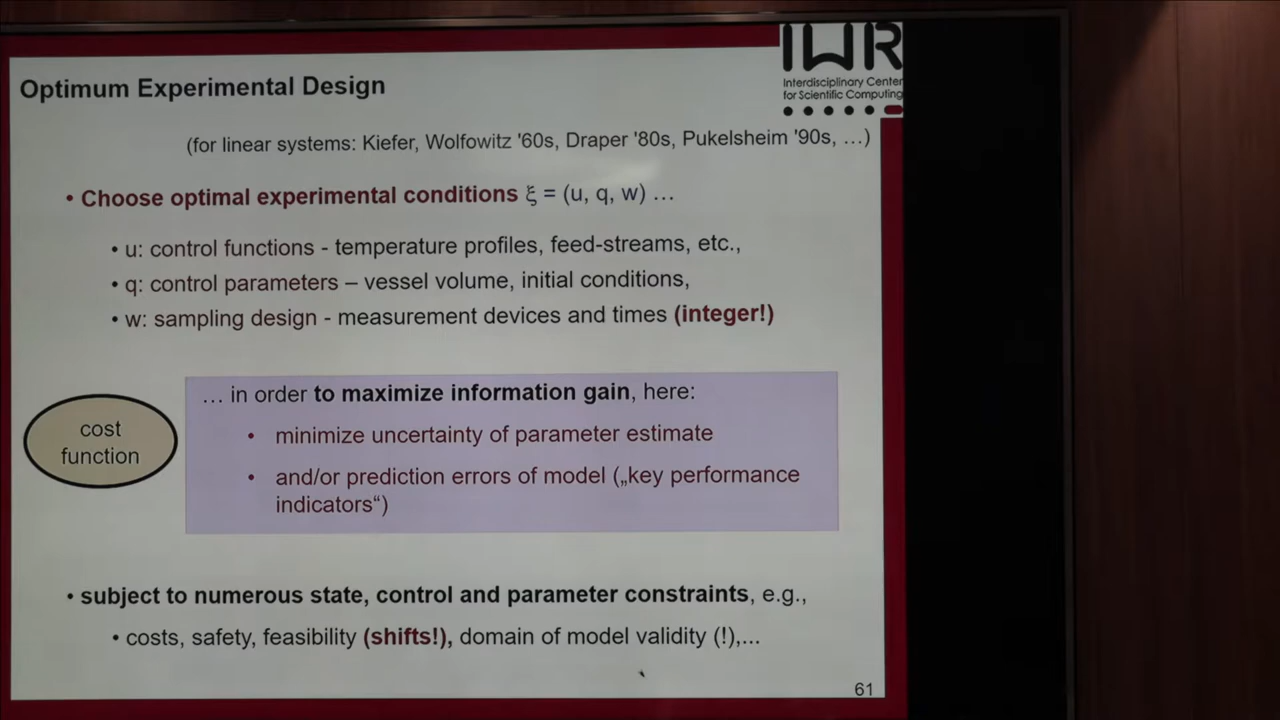 IWR
Interdisciplinary Center
for Scientific Computing
Optimum Experimental Design
(for linear systems: Kiefer, Wolfowitz '60s, Draper '80s, Pukelsheim '90s, …)
• Choose optimal experimental conditions ξ = (u, q, w) …
• u: control functions - temperature profiles, feed-streams, etc.,
• q: control parameters – vessel volume, initial conditions,
• w: sampling design - measurement devices and times (integer!)
cost
function
… in order to maximize information gain, here:
• minimize uncertainty of parameter estimate
• and/or prediction errors of model („key performance
indicators“)
• subject to numerous state, control and parameter constraints, e.g.,
• costs, safety, feasibility (shifts!), domain of model validity (!),...
61